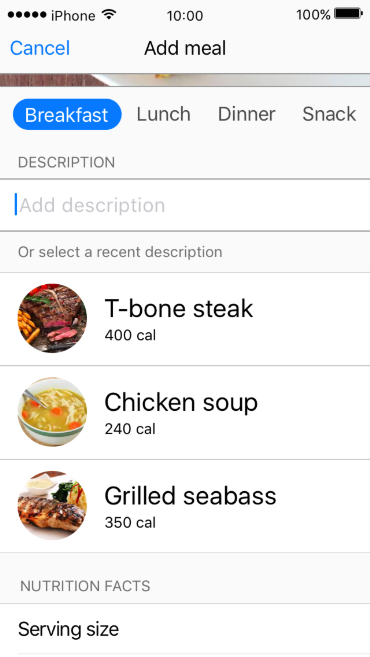 iPhone 10:00 100%
Cancel Add meal
Breakfast Lunch Dinner Snack
DESCRIPTION
Add description
Or select a recent description
T-bone steak
400 cal
Chicken soup
240 cal
Grilled seabass
350 cal
NUTRITION FACTS
Serving size